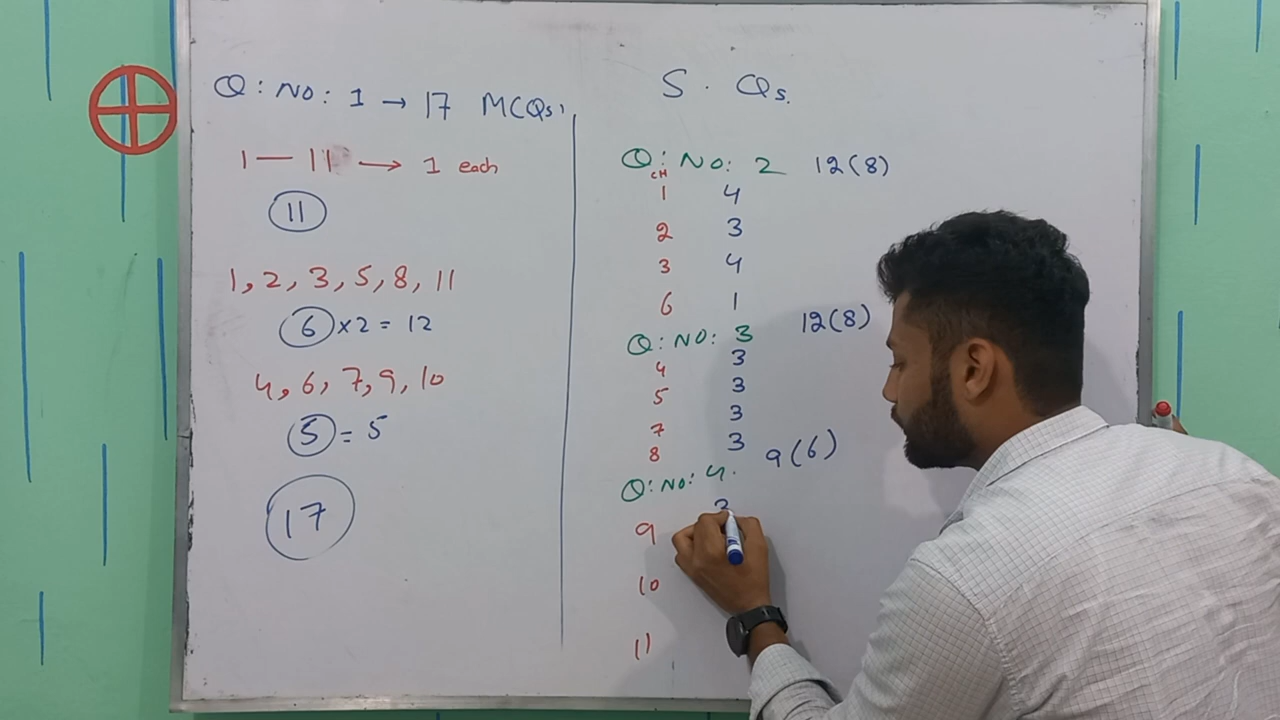 Q: No: 1 → 17 MCQs.
1 — 11 → 1 each
11
1, 2, 3, 5, 8, 11
6 x 2 = 12
4, 6, 7, 9, 10
5 = 5
17
S. Qs.
Q: No: 2 12(8)
CH
1 4
2 3
3 4
6 1
Q: No: 3 12(8)
4 3
5 3
7 3
8 3
Q: No: 4. 9(6)
9
10
11